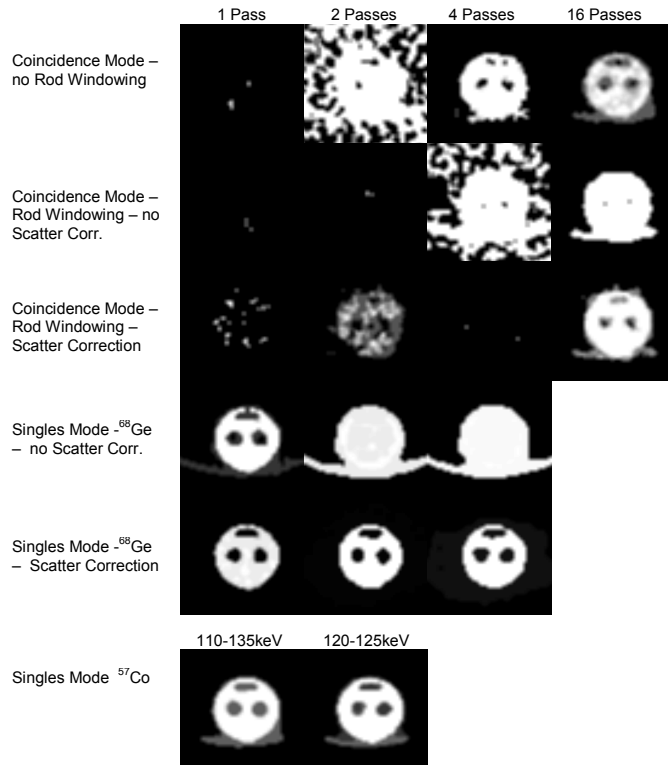 1 Pass 2 Passes 4 Passes 16 Passes
Coincidence Mode –
no Rod Windowing
Coincidence Mode –
Rod Windowing – no
Scatter Corr.
Coincidence Mode –
Rod Windowing –
Scatter Correction
Singles Mode -⁶⁸Ge
– no Scatter Corr.
Singles Mode -⁶⁸Ge
– Scatter Correction
110-135keV 120-125keV
Singles Mode ⁵⁷Co